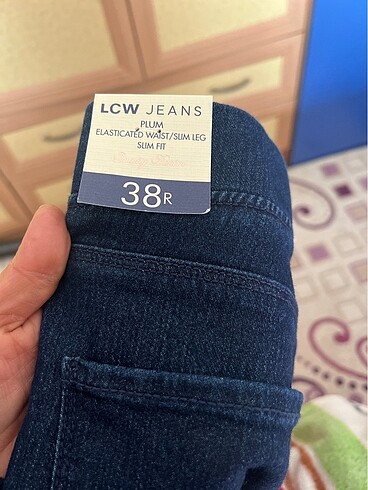 LCW JEANS
PLUM
ELASTICATED WAIST/SLIM LEG
SLIM FIT
38R